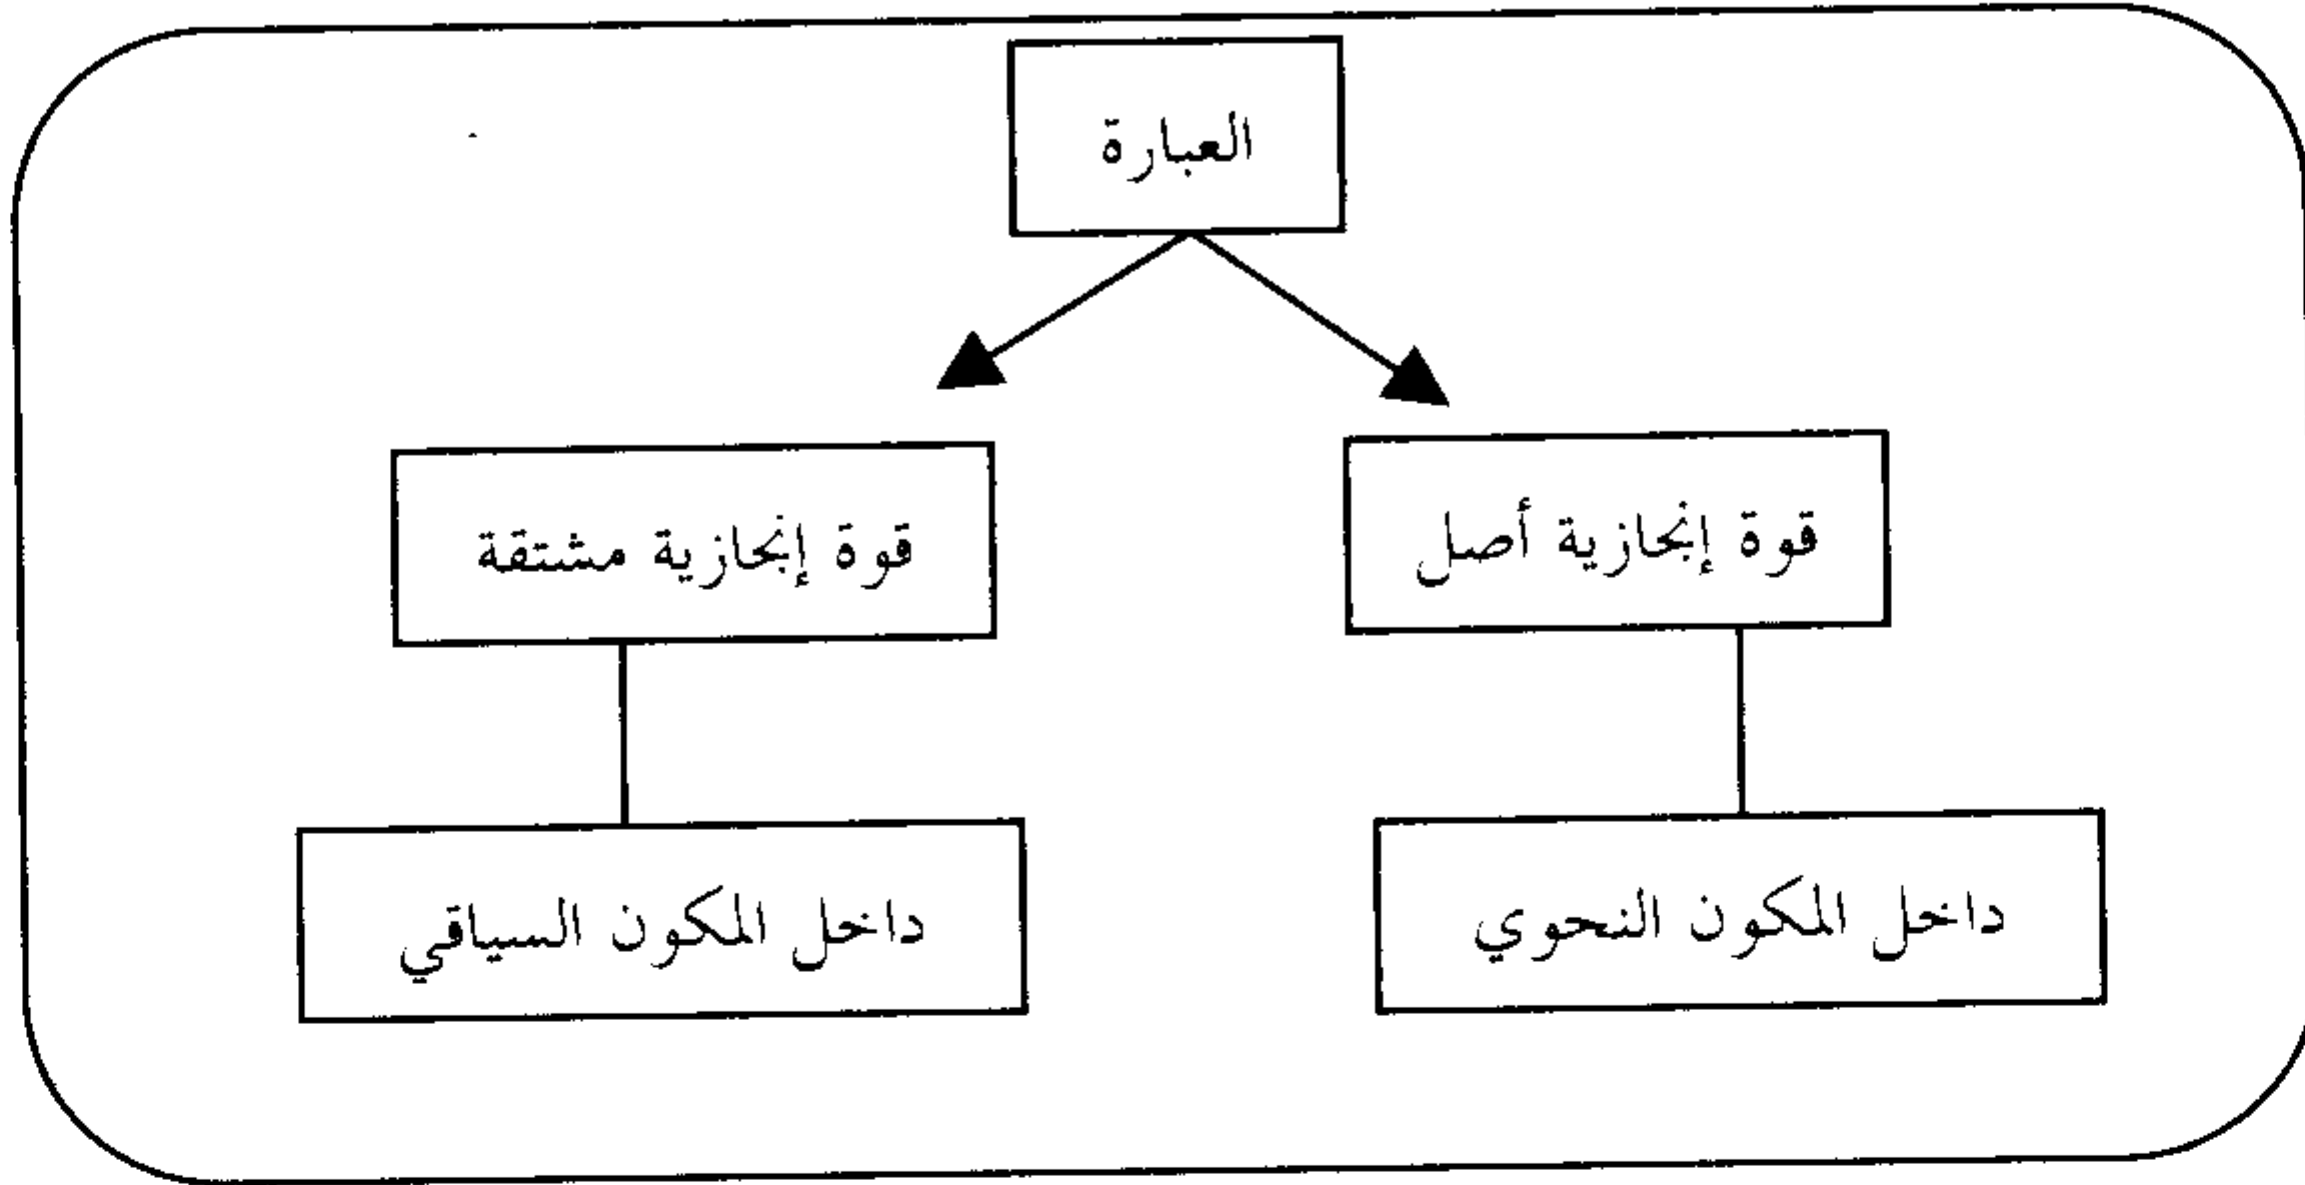 العبارة
قوة إنجازية أصل
قوة إنجازية مشتقة
داخل المكون النحوي
داخل المكون السياقي